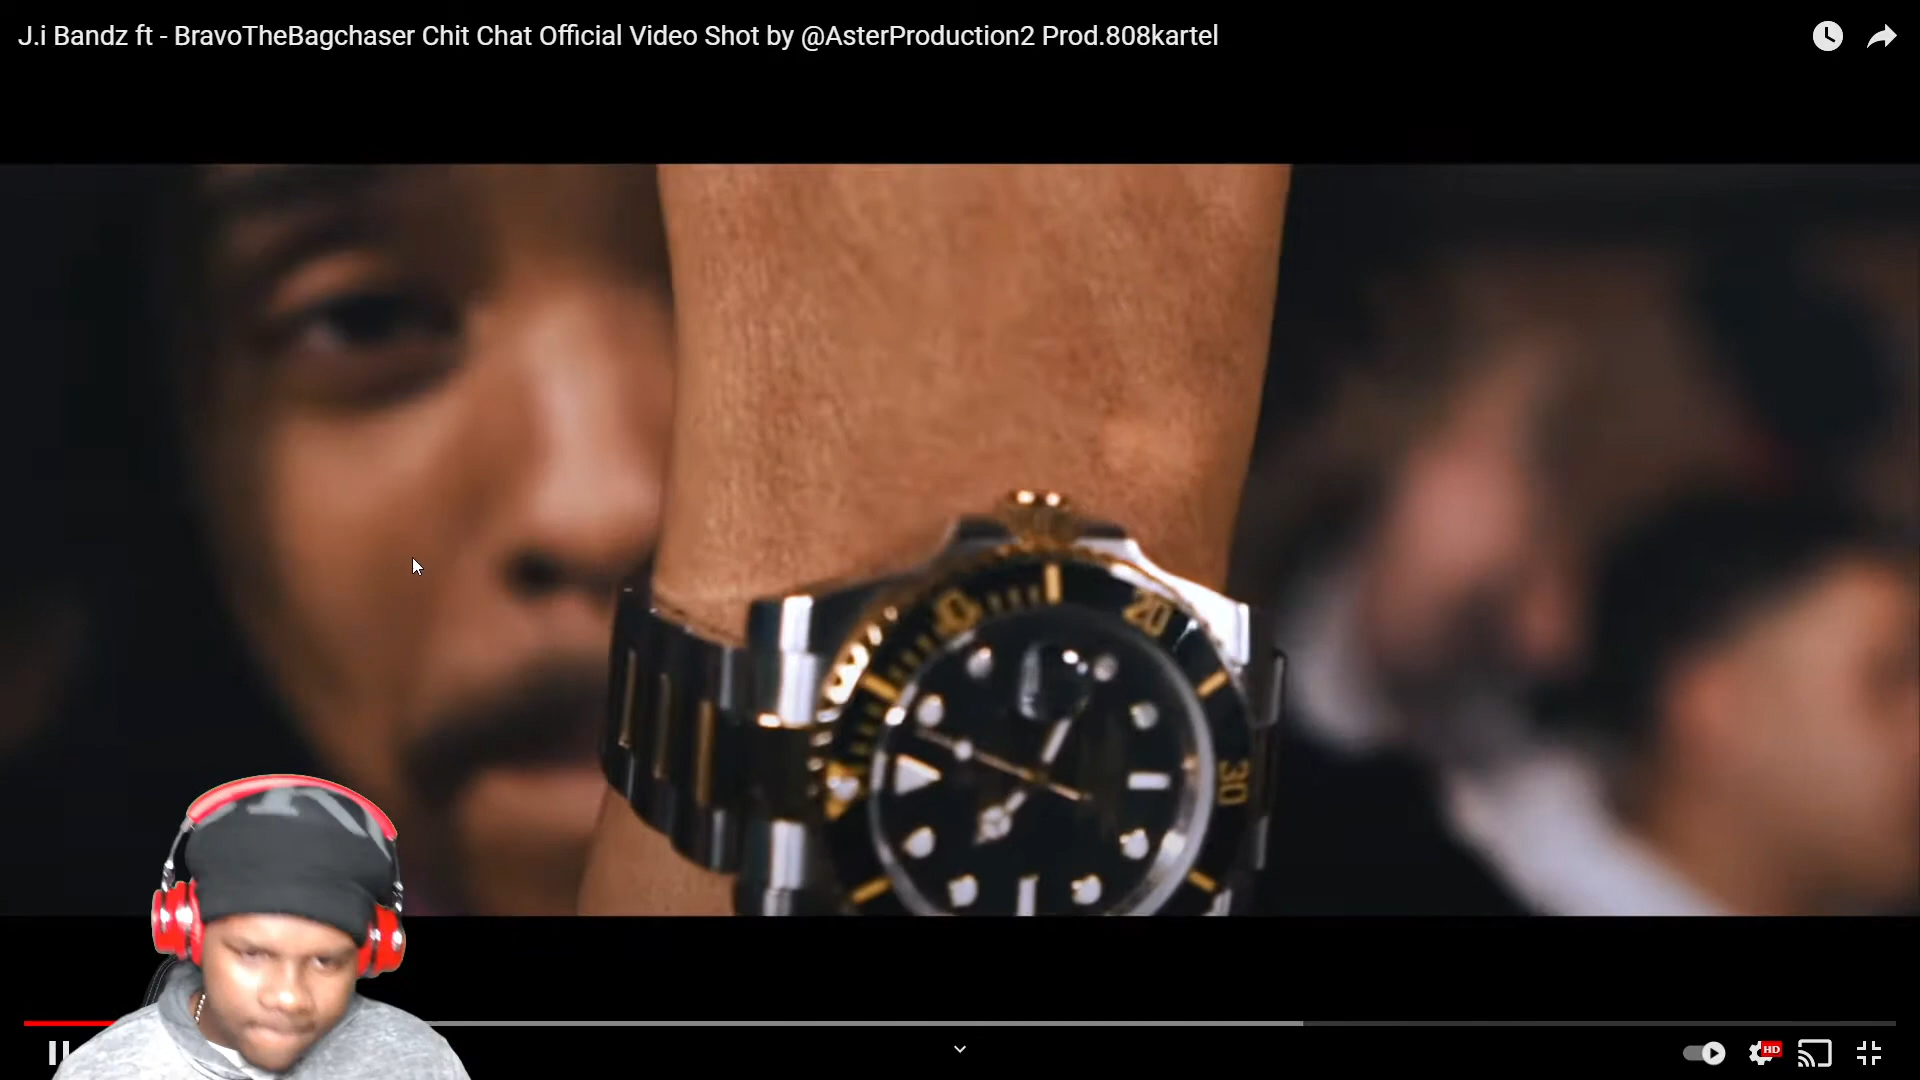 J.i Bandz ft - BravoTheBagchaser Chit Chat Official Video Shot by @AsterProduction2 Prod.808kartel
20
30
HD